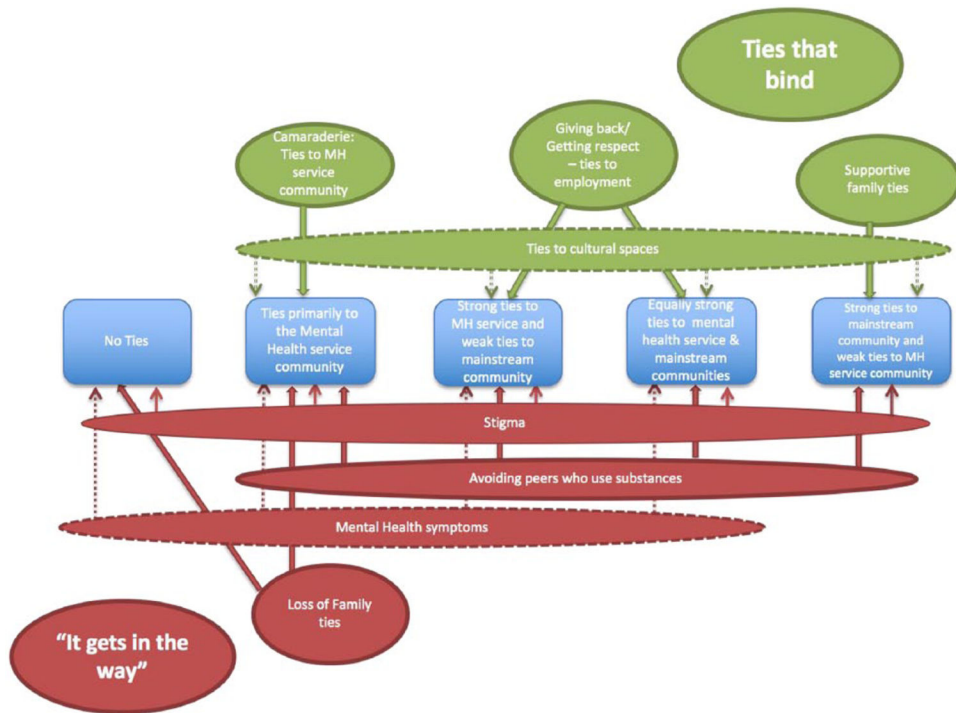 Ties that
bind
Camaraderie:
Ties to MH
service
community
Giving back/
Getting respect
– ties to
employment
Supportive
family ties
Ties to cultural spaces
No Ties
Ties primarily to
the Mental
Health service
community
Strong ties to
MH service and
weak ties to
mainstream
community
Equally strong
ties to mental
health service &
mainstream
communities
Strong ties to
mainstream
community and
weak ties to MH
service community
Stigma
Avoiding peers who use substances
Mental Health symptoms
Loss of Family
ties
“It gets in the
way”